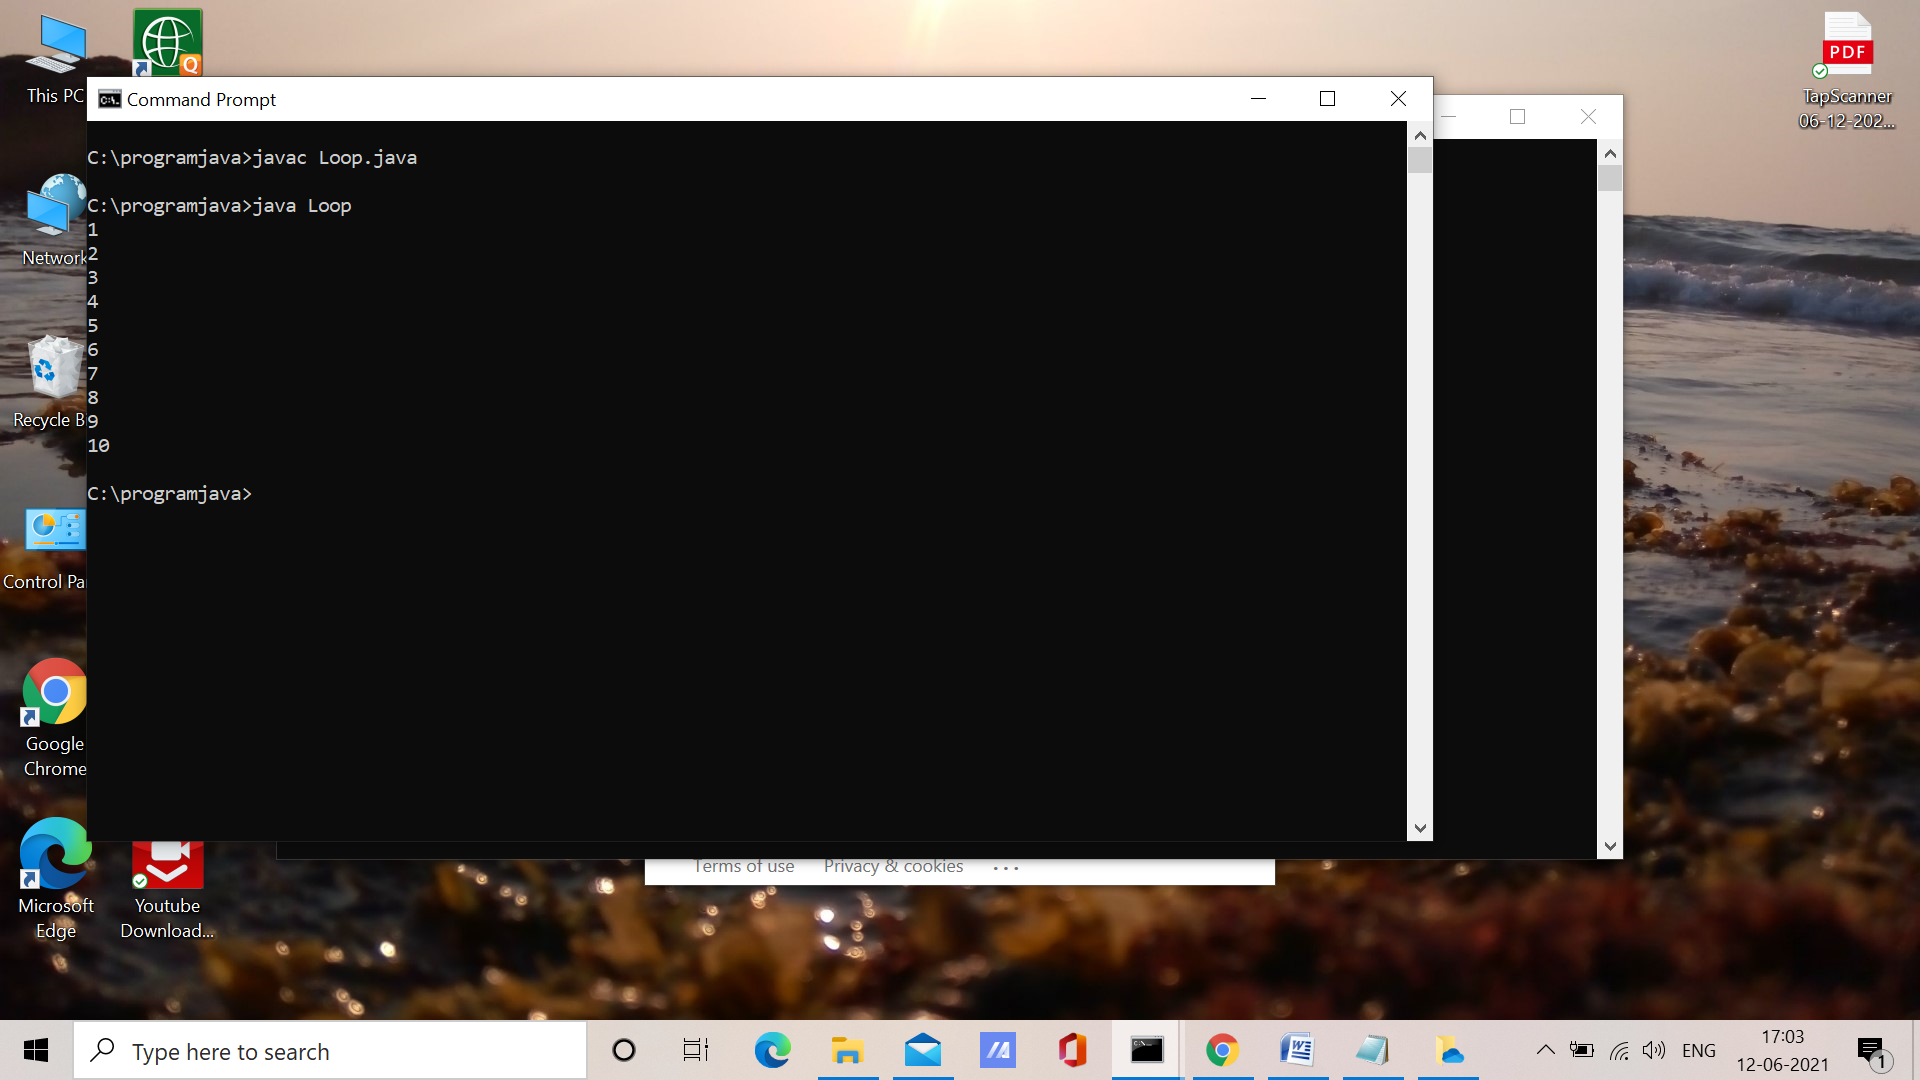 This PC
Q
Command Prompt
C:\programjava>javac Loop.java
C:\programjava>java Loop
1
2
3
4
5
6
7
8
9
10
C:\programjava>
Network
Recycle B
Control Pa
Google
Chrome
Microsoft
Edge
Youtube
Download...
PDF
TapScanner
06-12-202...
Terms of use Privacy & cookies ...
Type here to search
ENG
17:03
12-06-2021
1